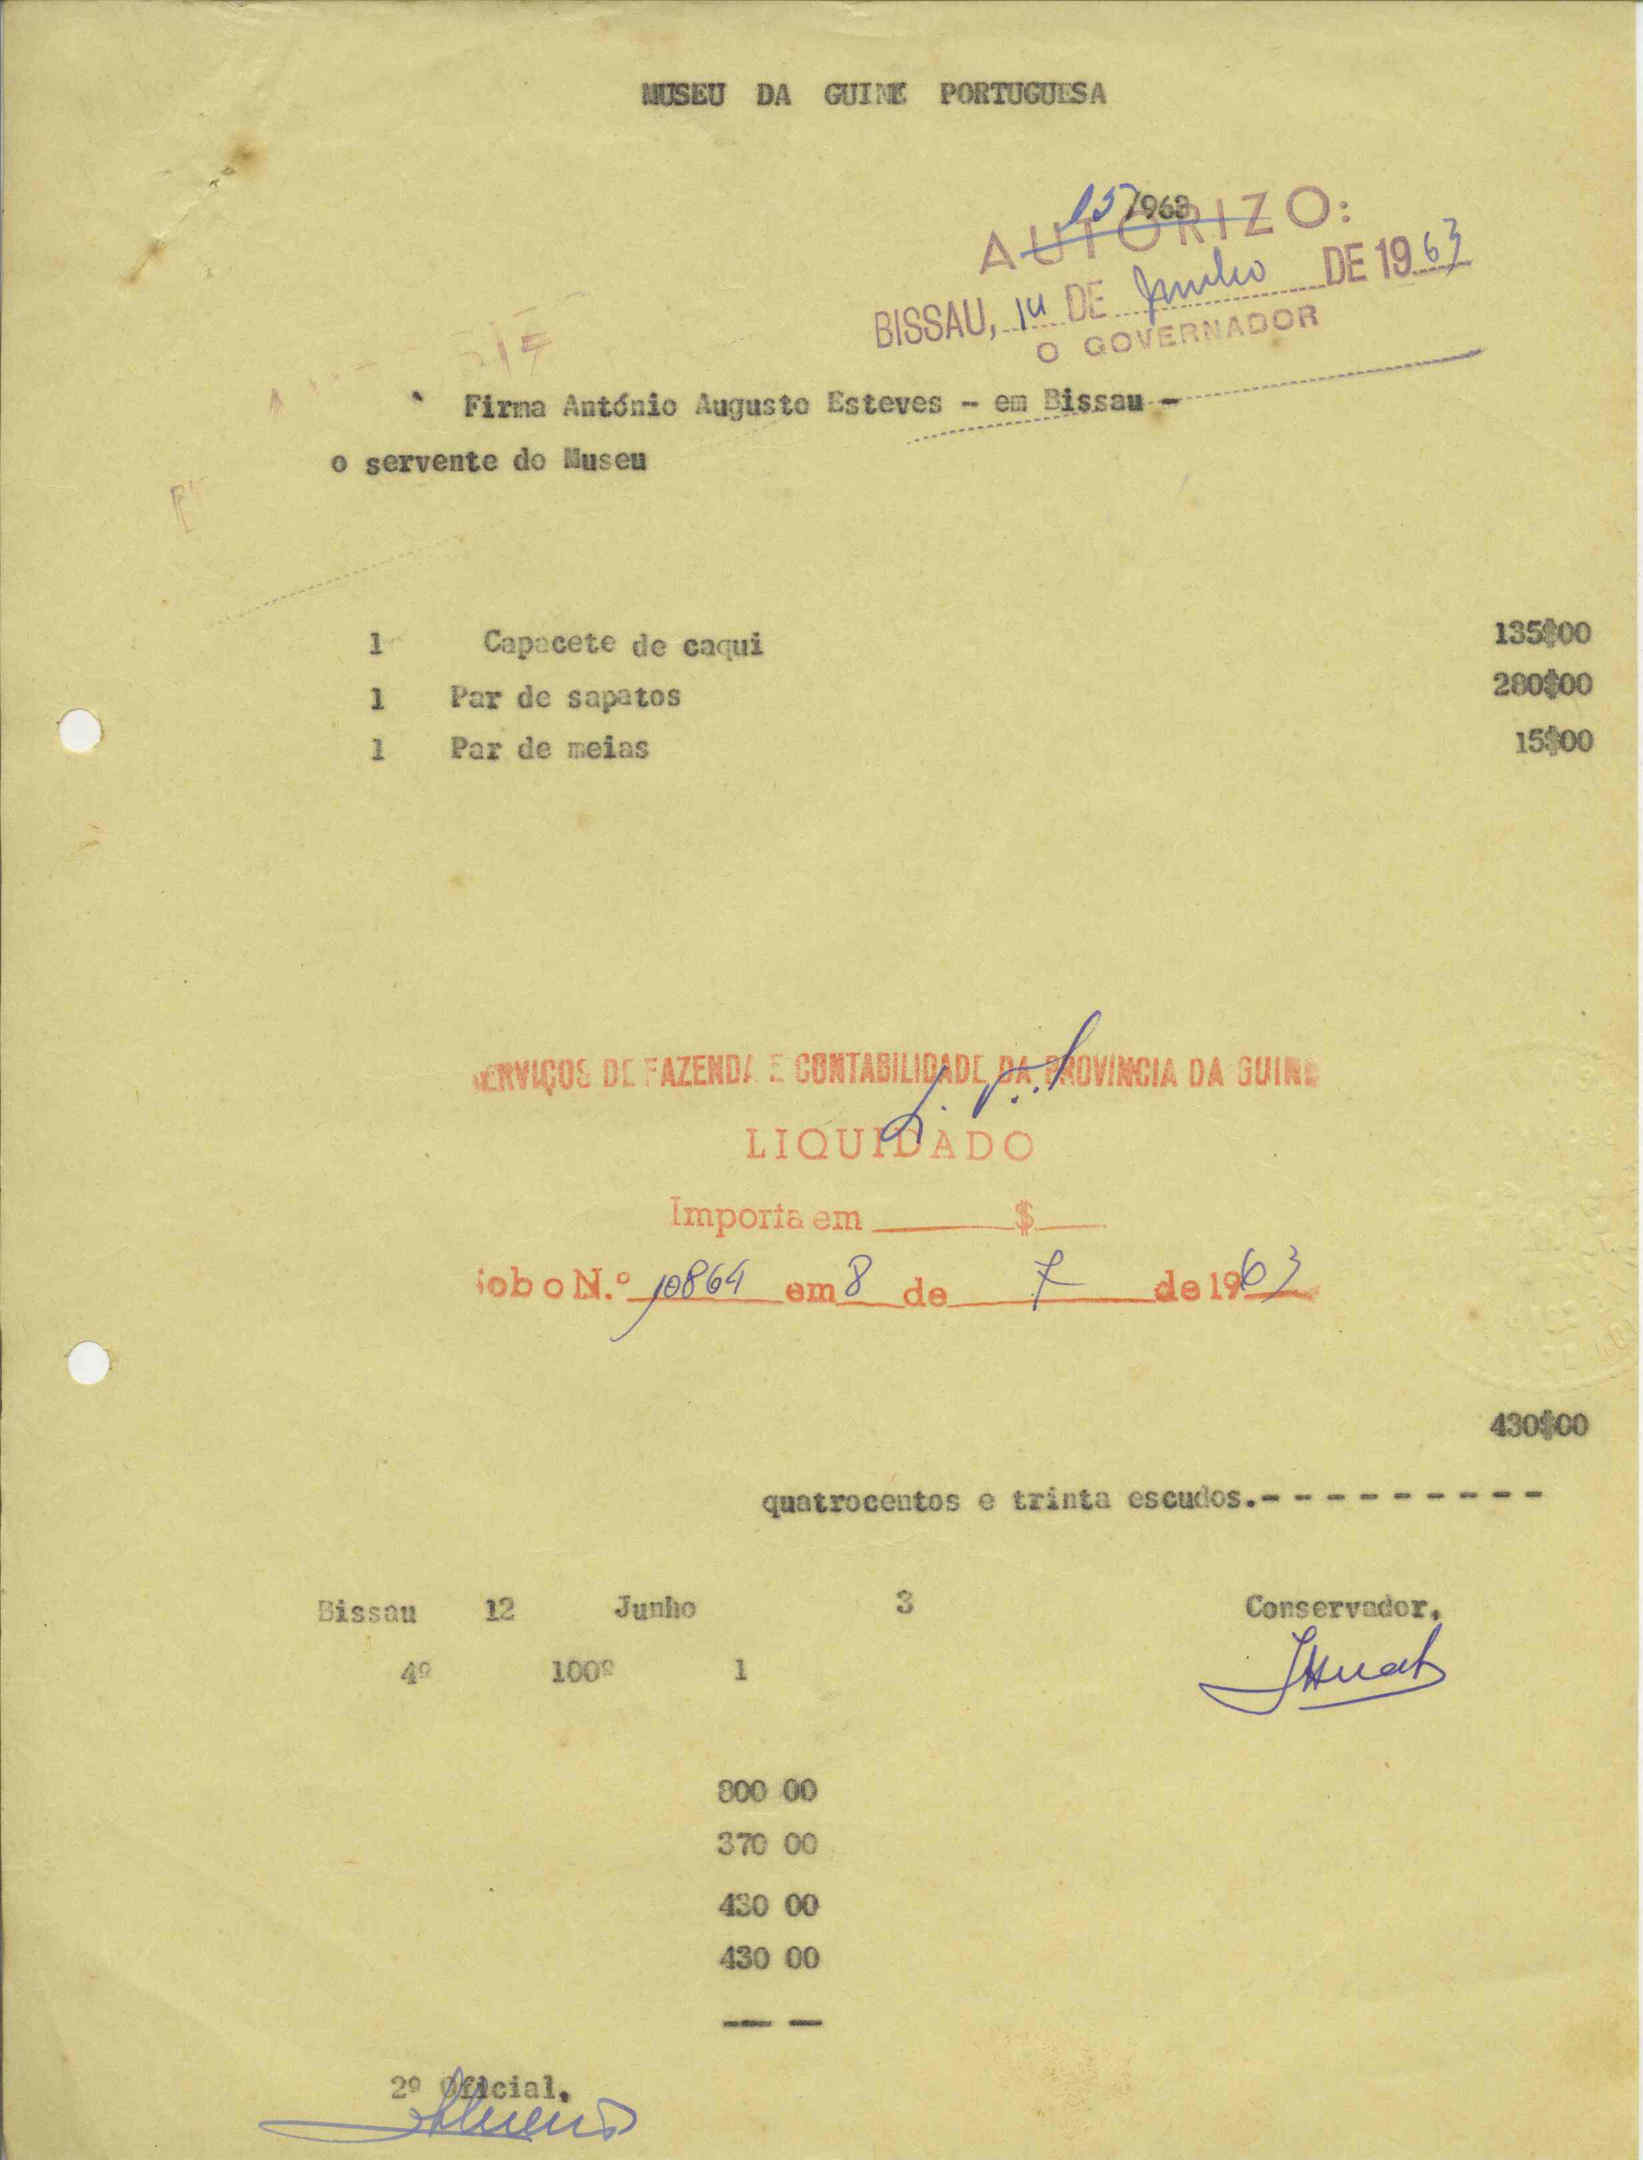 MUSEU DA GUINÉ PORTUGUESA
15/963
AUTORIZO:
BISSAU, 14 DE Junho DE 1963
O GOVERNADOR
Firma António Augusto Esteves - em Bissau -
o servente do Museu
1 Capacete de caqui 135$00
1 Par de sapatos 280$00
1 Par de meias 15$00
SERVIÇOS DE FAZENDA E CONTABILIDADE DA PROVINCIA DA GUINÉ
LIQUIDADO
Importa em $
Sob o N.º 10864 em 8 de 7 de 1963
430$00
quatrocentos e trinta escudos.- - - - - - - - -
Bissau 12 Junho 3 Conservador,
4º 100º 1
800 00
370 00
430 00
430 00
— —
2º Oficial,